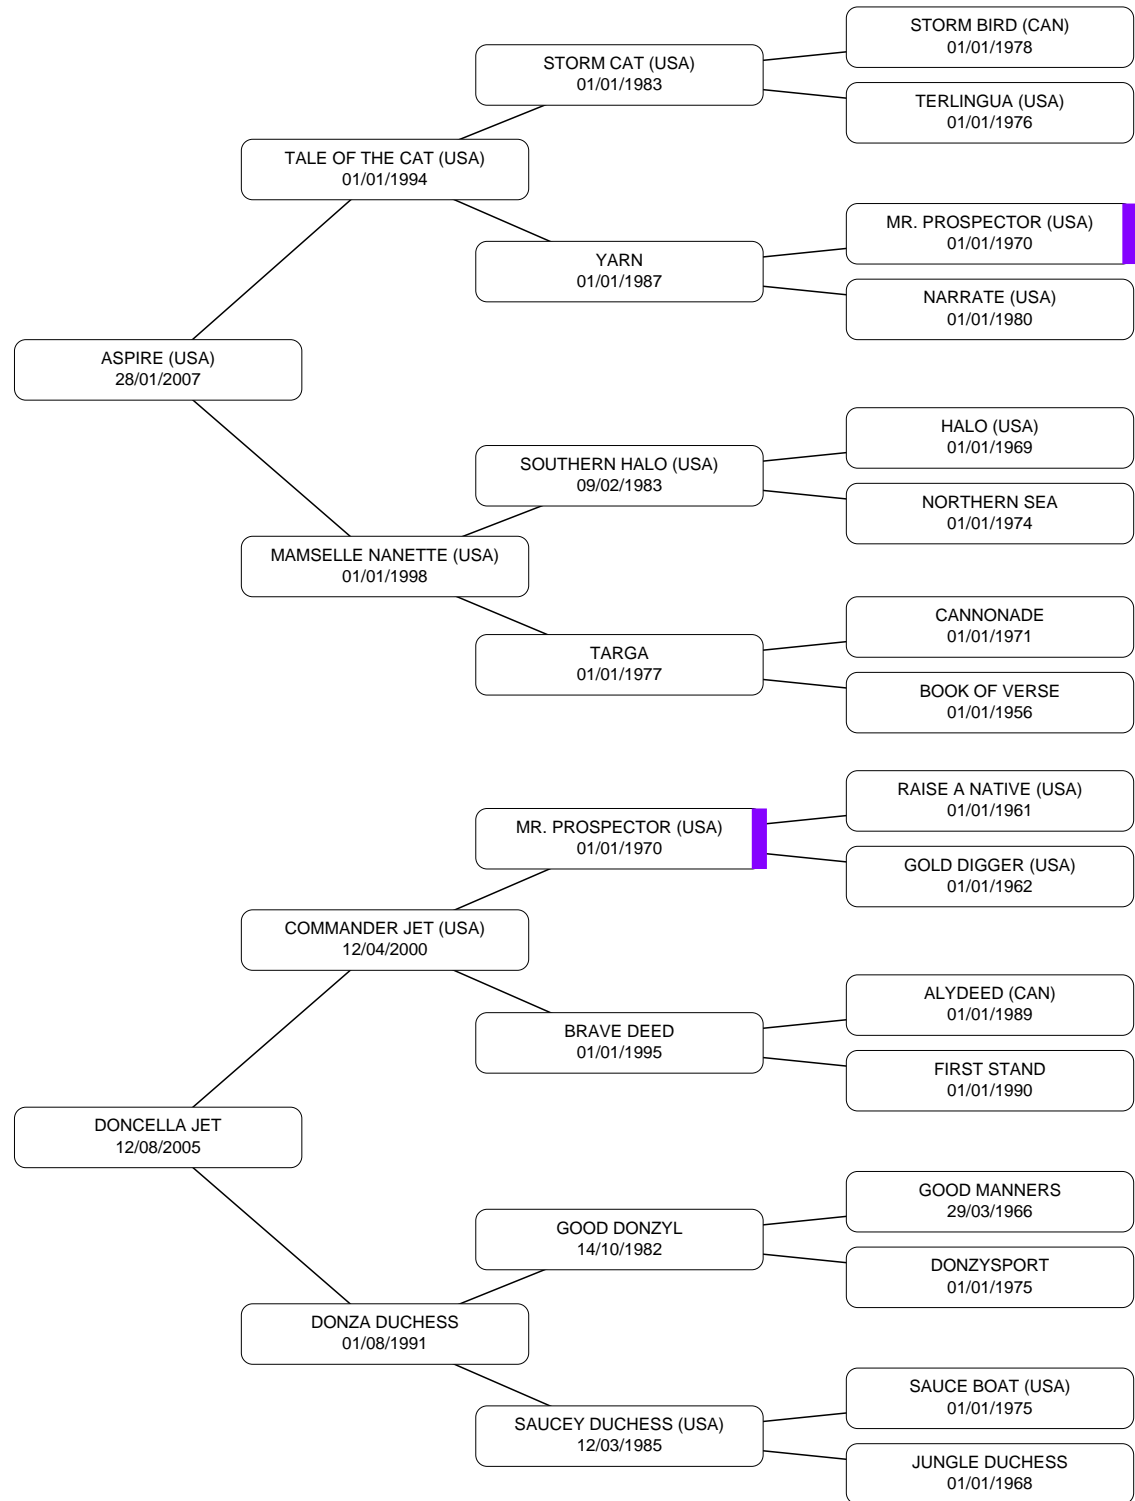 STORM BIRD (CAN)
01/01/1978
STORM CAT (USA)
01/01/1983
TERLINGUA (USA)
01/01/1976
TALE OF THE CAT (USA)
01/01/1994
MR. PROSPECTOR (USA)
01/01/1970
YARN
01/01/1987
NARRATE (USA)
01/01/1980
ASPIRE (USA)
28/01/2007
HALO (USA)
01/01/1969
SOUTHERN HALO (USA)
09/02/1983
NORTHERN SEA
01/01/1974
MAMSELLE NANETTE (USA)
01/01/1998
CANNONADE
01/01/1971
TARGA
01/01/1977
BOOK OF VERSE
01/01/1956
RAISE A NATIVE (USA)
01/01/1961
MR. PROSPECTOR (USA)
01/01/1970
GOLD DIGGER (USA)
01/01/1962
COMMANDER JET (USA)
12/04/2000
ALYDEED (CAN)
01/01/1989
BRAVE DEED
01/01/1995
FIRST STAND
01/01/1990
DONCELLA JET
12/08/2005
GOOD MANNERS
29/03/1966
GOOD DONZYL
14/10/1982
DONZYSPORT
01/01/1975
DONZA DUCHESS
01/08/1991
SAUCE BOAT (USA)
01/01/1975
SAUCEY DUCHESS (USA)
12/03/1985
JUNGLE DUCHESS
01/01/1968